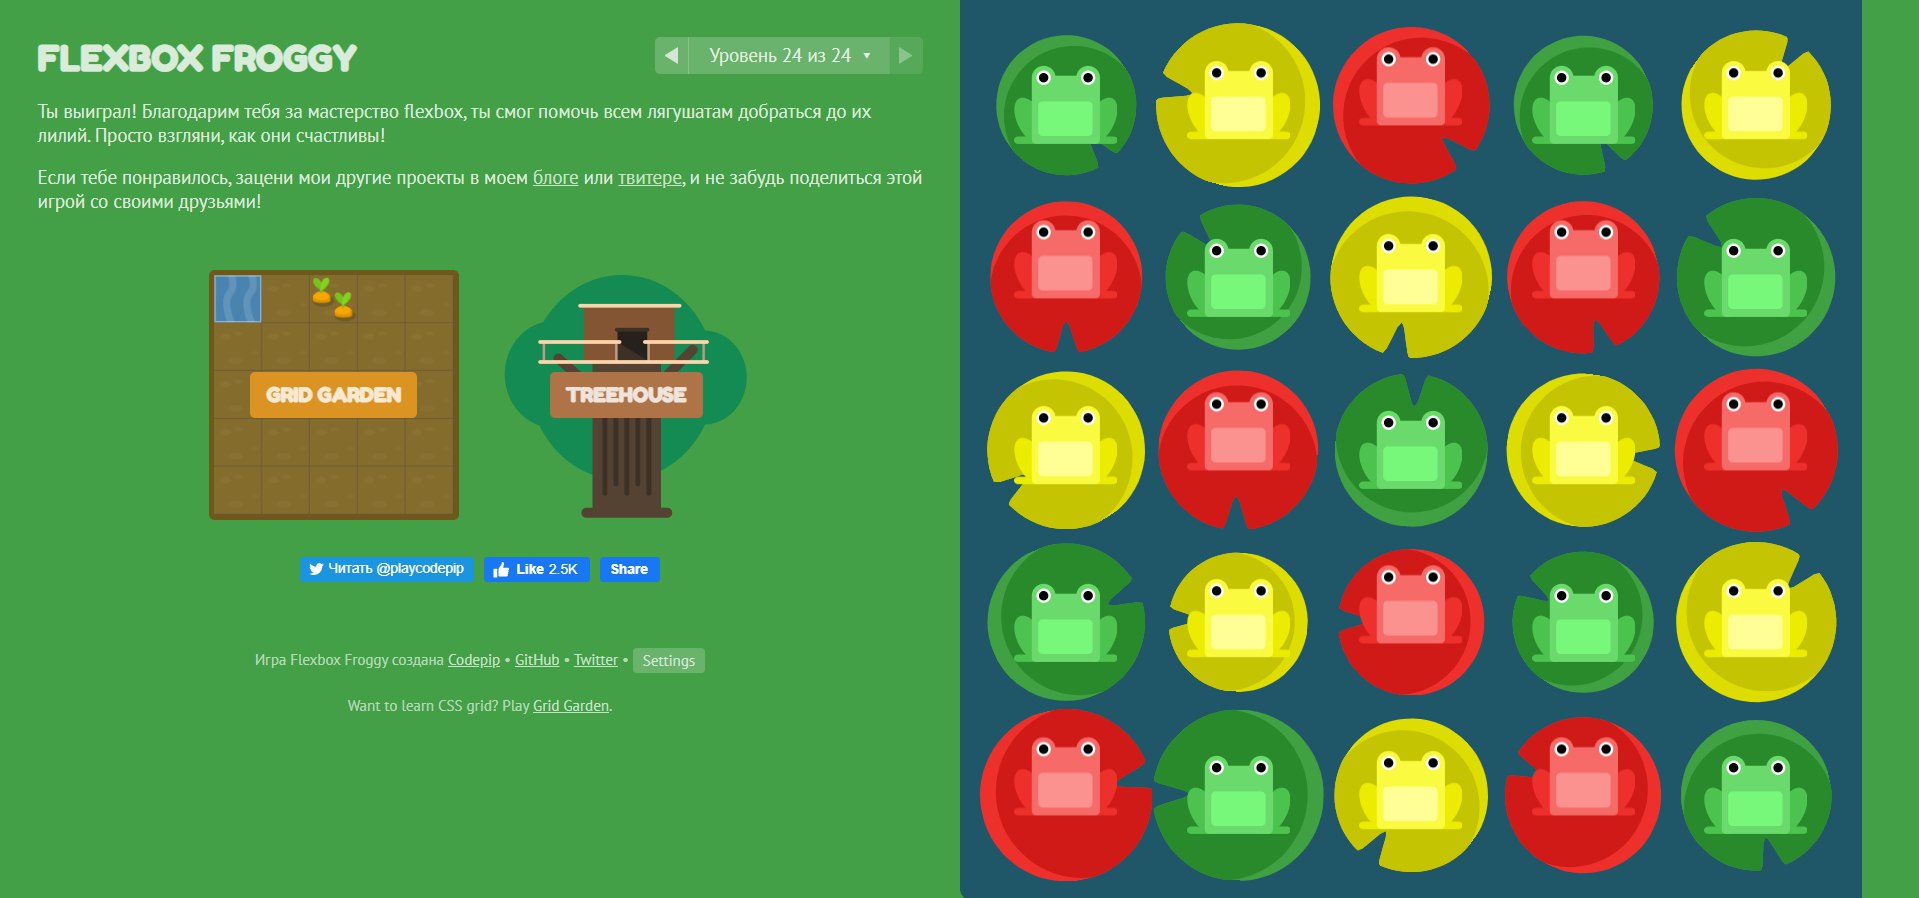 FLEXBOX FROGGY
Уровень 24 из 24
Ты выиграл! Благодарим тебя за мастерство flexbox, ты смог помочь всем лягушатам добраться до их
лилий. Просто взгляни, как они счастливы!
Если тебе понравилось, зацени мои другие проекты в моем блоге или твитере, и не забудь поделиться этой
игрой со своими друзьями!
GRID GARDEN
TREEHOUSE
Читать @playcodepip
Like 2.5K
Share
Игра Flexbox Froggy создана Codepip • GitHub • Twitter • Settings
Want to learn CSS grid? Play Grid Garden.